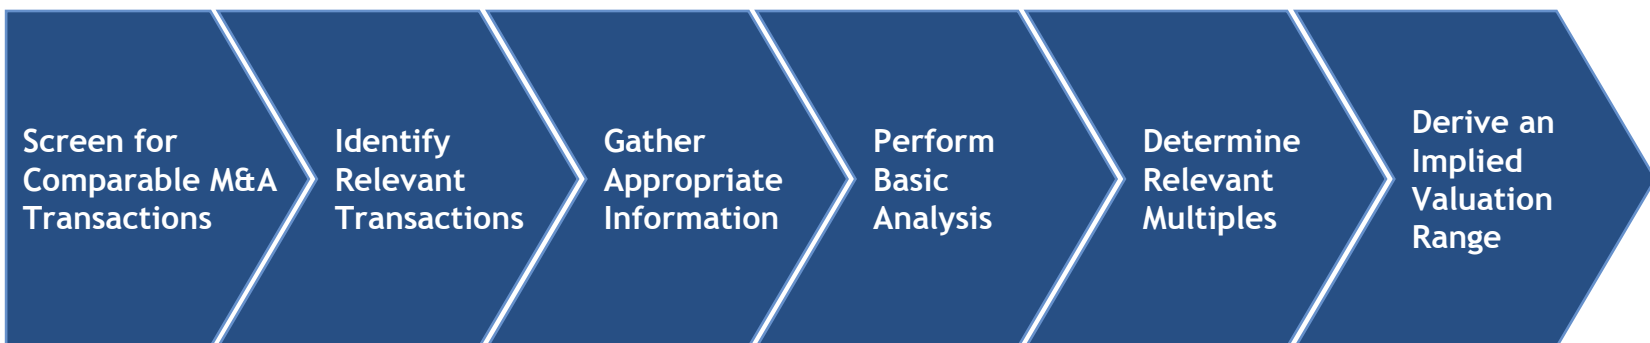 Screen for
Comparable M&A
Transactions
Identify
Relevant
Transactions
Gather
Appropriate
Information
Perform
Basic
Analysis
Determine
Relevant
Multiples
Derive an
Implied
Valuation
Range